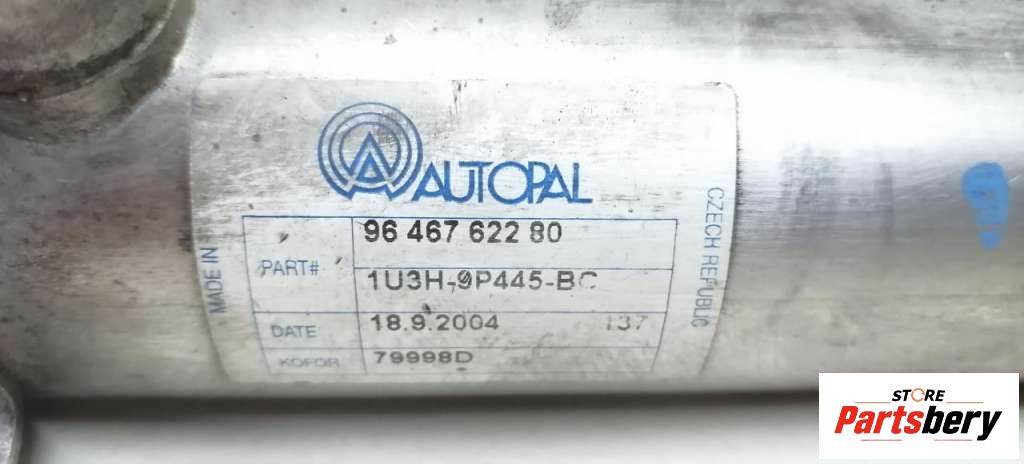 AUTOPAL
MADE IN
CZECH REPUBLIC
PART#
96 467 622 80
1U3H-9P445-BC
DATE 18.9.2004 137
KOFOR 79998D
STORE
Partsbery